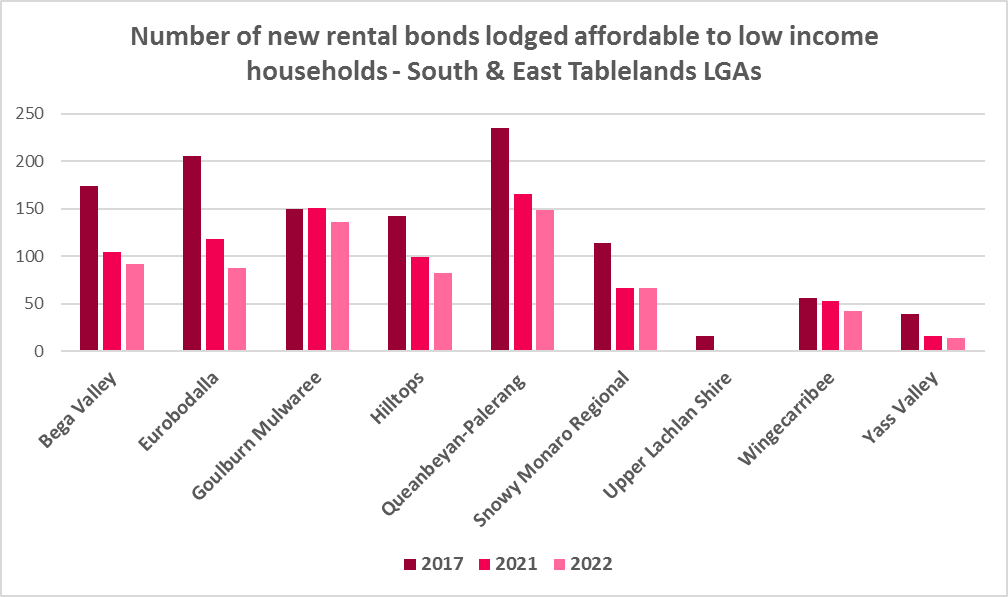 Number of new rental bonds lodged affordable to low income
households - South & East Tablelands LGAs
250
200
150
100
50
0
Bega Valley
Eurobodalla
Goulburn Mulwaree
Hilltops
Queanbeyan-Palerang
Snowy Monaro Regional
Upper Lachlan Shire
Wingecarribee
Yass Valley
2017 2021 2022